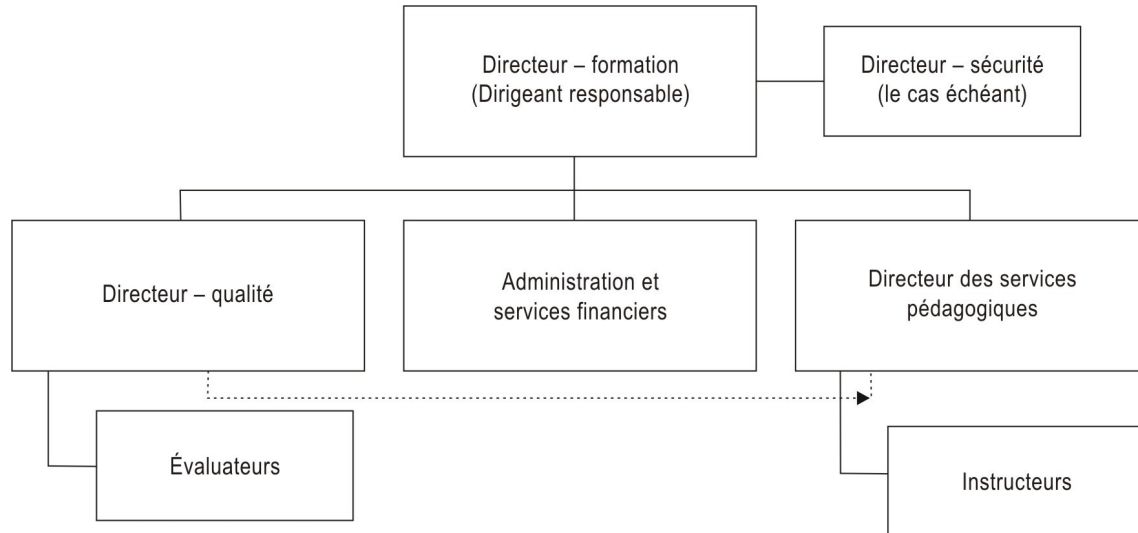 Directeur – formation
(Dirigeant responsable)
Directeur – sécurité
(le cas échéant)
Directeur – qualité
Administration et
services financiers
Directeur des services
pédagogiques
Évaluateurs
Instructeurs